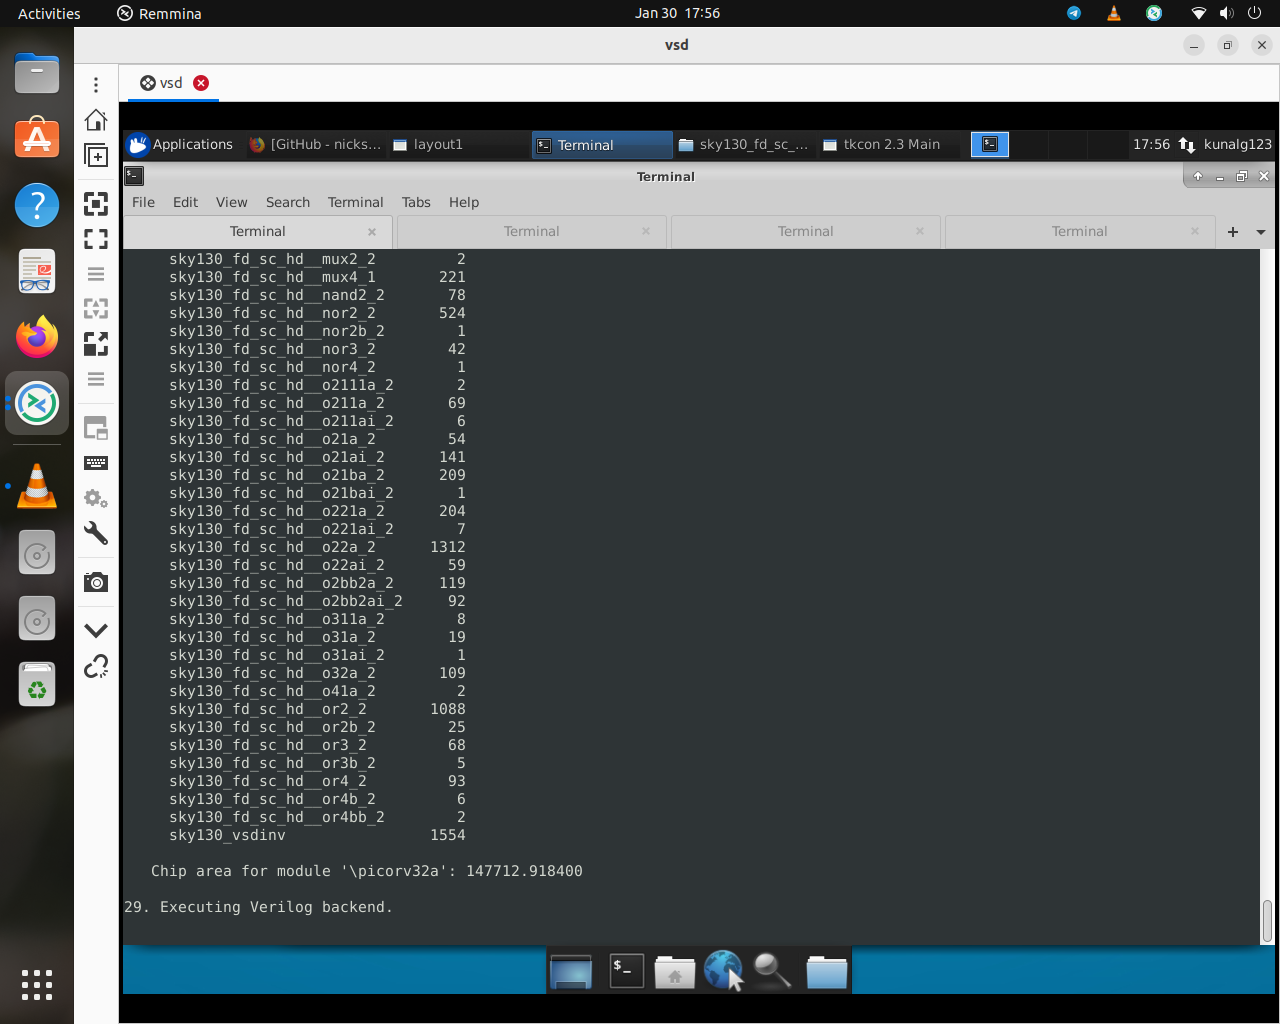 Activities
Remmina
Jan 30 17:56
vsd
vsd
Applications
[GitHub - nicks...
layout1
Terminal
sky130_fd_sc_...
tkcon 2.3 Main
17:56
kunalg123
Terminal
File Edit View Search Terminal Tabs Help
Terminal
Terminal
Terminal
Terminal
sky130_fd_sc_hd__mux2_2 2
sky130_fd_sc_hd__mux4_1 221
sky130_fd_sc_hd__nand2_2 78
sky130_fd_sc_hd__nor2_2 524
sky130_fd_sc_hd__nor2b_2 1
sky130_fd_sc_hd__nor3_2 42
sky130_fd_sc_hd__nor4_2 1
sky130_fd_sc_hd__o2111a_2 2
sky130_fd_sc_hd__o211a_2 69
sky130_fd_sc_hd__o211ai_2 6
sky130_fd_sc_hd__o21a_2 54
sky130_fd_sc_hd__o21ai_2 141
sky130_fd_sc_hd__o21ba_2 209
sky130_fd_sc_hd__o21bai_2 1
sky130_fd_sc_hd__o221a_2 204
sky130_fd_sc_hd__o221ai_2 7
sky130_fd_sc_hd__o22a_2 1312
sky130_fd_sc_hd__o22ai_2 59
sky130_fd_sc_hd__o2bb2a_2 119
sky130_fd_sc_hd__o2bb2ai_2 92
sky130_fd_sc_hd__o311a_2 8
sky130_fd_sc_hd__o31a_2 19
sky130_fd_sc_hd__o31ai_2 1
sky130_fd_sc_hd__o32a_2 109
sky130_fd_sc_hd__o41a_2 2
sky130_fd_sc_hd__or2_2 1088
sky130_fd_sc_hd__or2b_2 25
sky130_fd_sc_hd__or3_2 68
sky130_fd_sc_hd__or3b_2 5
sky130_fd_sc_hd__or4_2 93
sky130_fd_sc_hd__or4b_2 6
sky130_fd_sc_hd__or4bb_2 2
sky130_vsdinv 1554
Chip area for module '\picorv32a': 147712.918400
29. Executing Verilog backend.